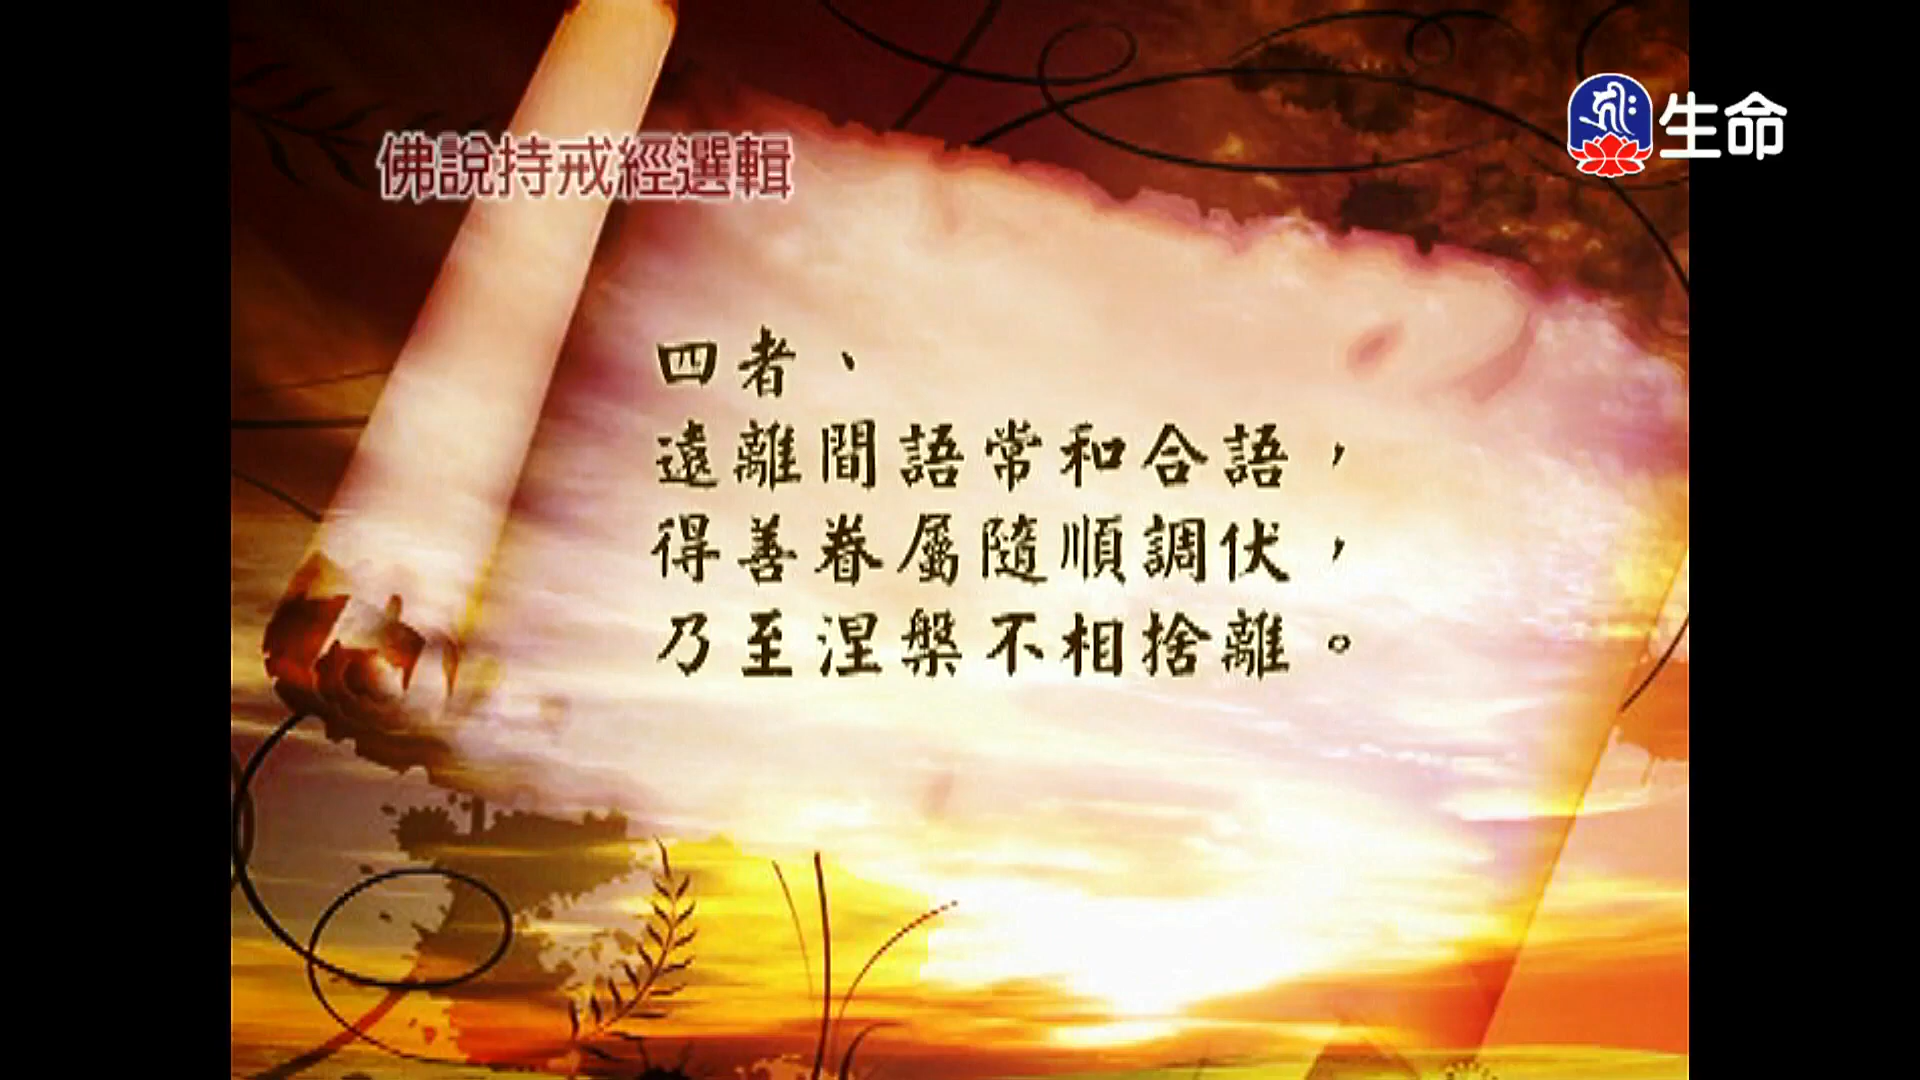 佛說持戒經選輯
生命
四者、
遠離間語常和合語，
得善眷屬隨順調伏，
乃至涅槃不相捨離。